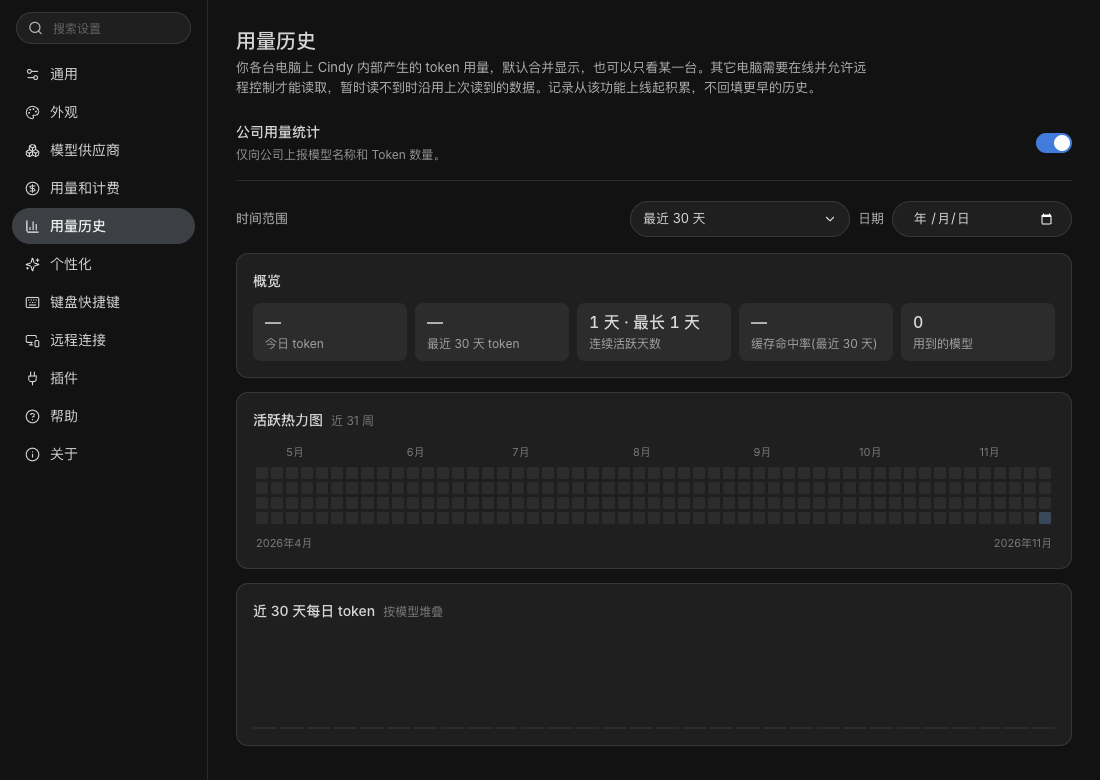 搜索设置
通用
外观
模型供应商
用量和计费
用量历史
个性化
键盘快捷键
远程连接
插件
帮助
关于
用量历史
你各台电脑上 Cindy 内部产生的 token 用量，默认合并显示，也可以只看某一台。其它电脑需要在线并允许远
程控制才能读取，暂时读不到时沿用上次读到的数据。记录从该功能上线起积累，不回填更早的历史。
公司用量统计
仅向公司上报模型名称和 Token 数量。
时间范围
最近 30 天
日期
年 /月/日
概览
—
今日 token
—
最近 30 天 token
1 天 · 最长 1 天
连续活跃天数
—
缓存命中率(最近 30 天)
0
用到的模型
活跃热力图 近 31 周
5月 6月 7月 8月 9月 10月 11月
2026年4月 2026年11月
近 30 天每日 token 按模型堆叠